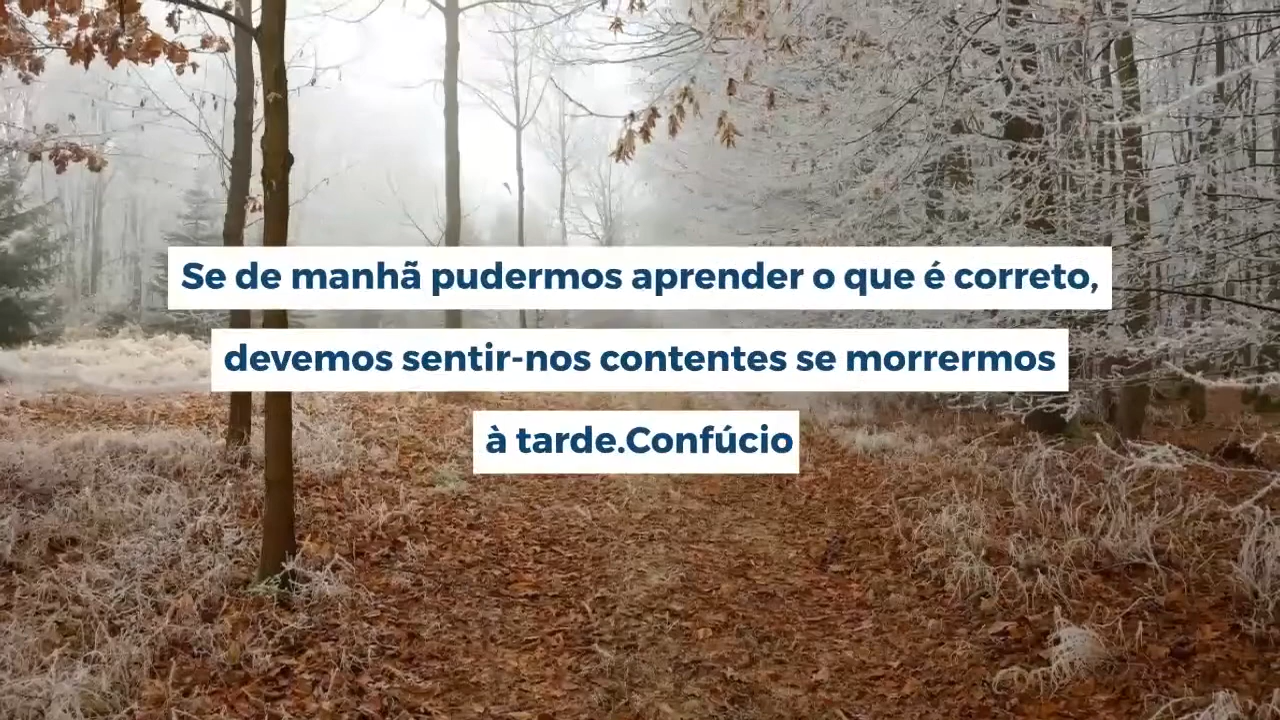 Se de manhã pudermos aprender o que é correto,
devemos sentir-nos contentes se morrermos
à tarde.Confúcio